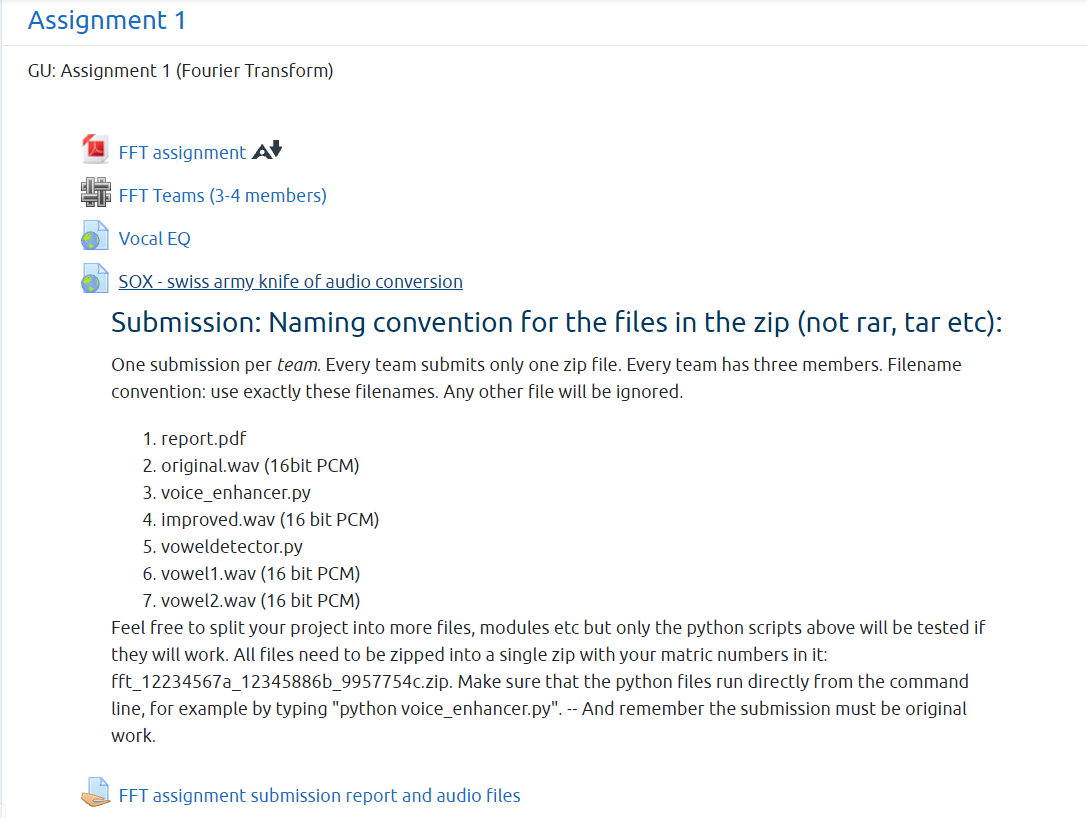 Assignment 1
GU: Assignment 1 (Fourier Transform)
FFT assignment
FFT Teams (3-4 members)
Vocal EQ
SOX - swiss army knife of audio conversion
Submission: Naming convention for the files in the zip (not rar, tar etc):
One submission per team. Every team submits only one zip file. Every team has three members. Filename
convention: use exactly these filenames. Any other file will be ignored.
1. report.pdf
2. original.wav (16bit PCM)
3. voice_enhancer.py
4. improved.wav (16 bit PCM)
5. voweldetector.py
6. vowel1.wav (16 bit PCM)
7. vowel2.wav (16 bit PCM)
Feel free to split your project into more files, modules etc but only the python scripts above will be tested if
they will work. All files need to be zipped into a single zip with your matric numbers in it:
fft_12234567a_12345886b_9957754c.zip. Make sure that the python files run directly from the command
line, for example by typing "python voice_enhancer.py". -- And remember the submission must be original
work.
FFT assignment submission report and audio files